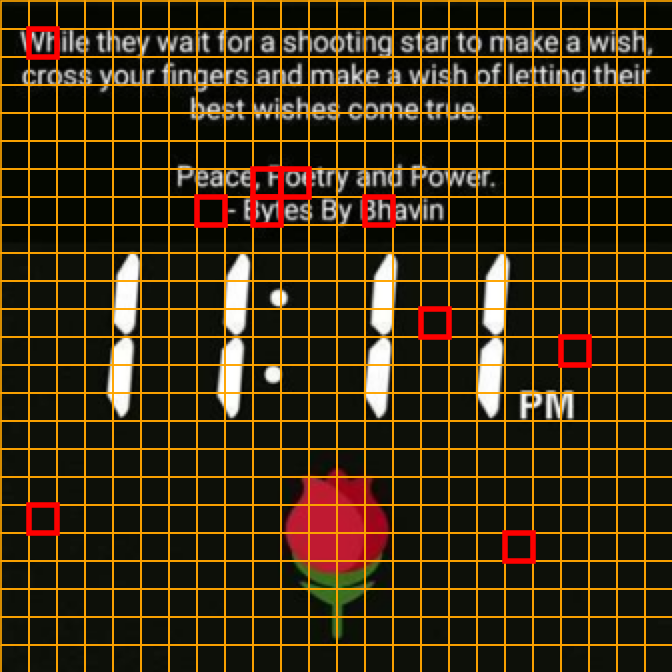 While they wait for a shooting star to make a wish,
cross your fingers and make a wish of letting their
best wishes come true.
Peace, Poetry and Power.
- Bytes By Bhavin
11:11 PM